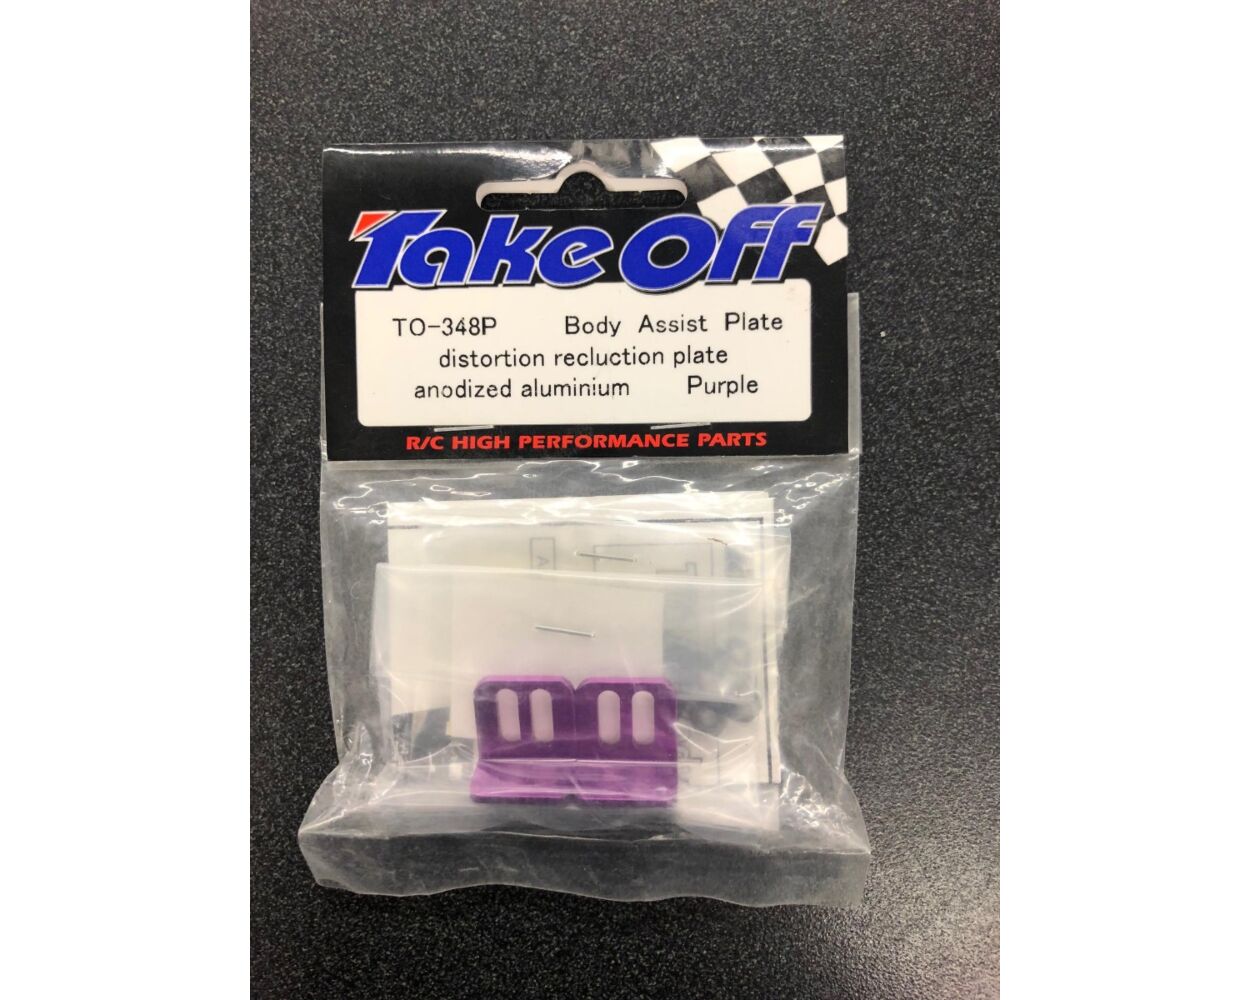 Take Off
TO-348P Body Assist Plate
distortion recluction plate
anodized aluminium Purple
R/C HIGH PERFORMANCE PARTS
A